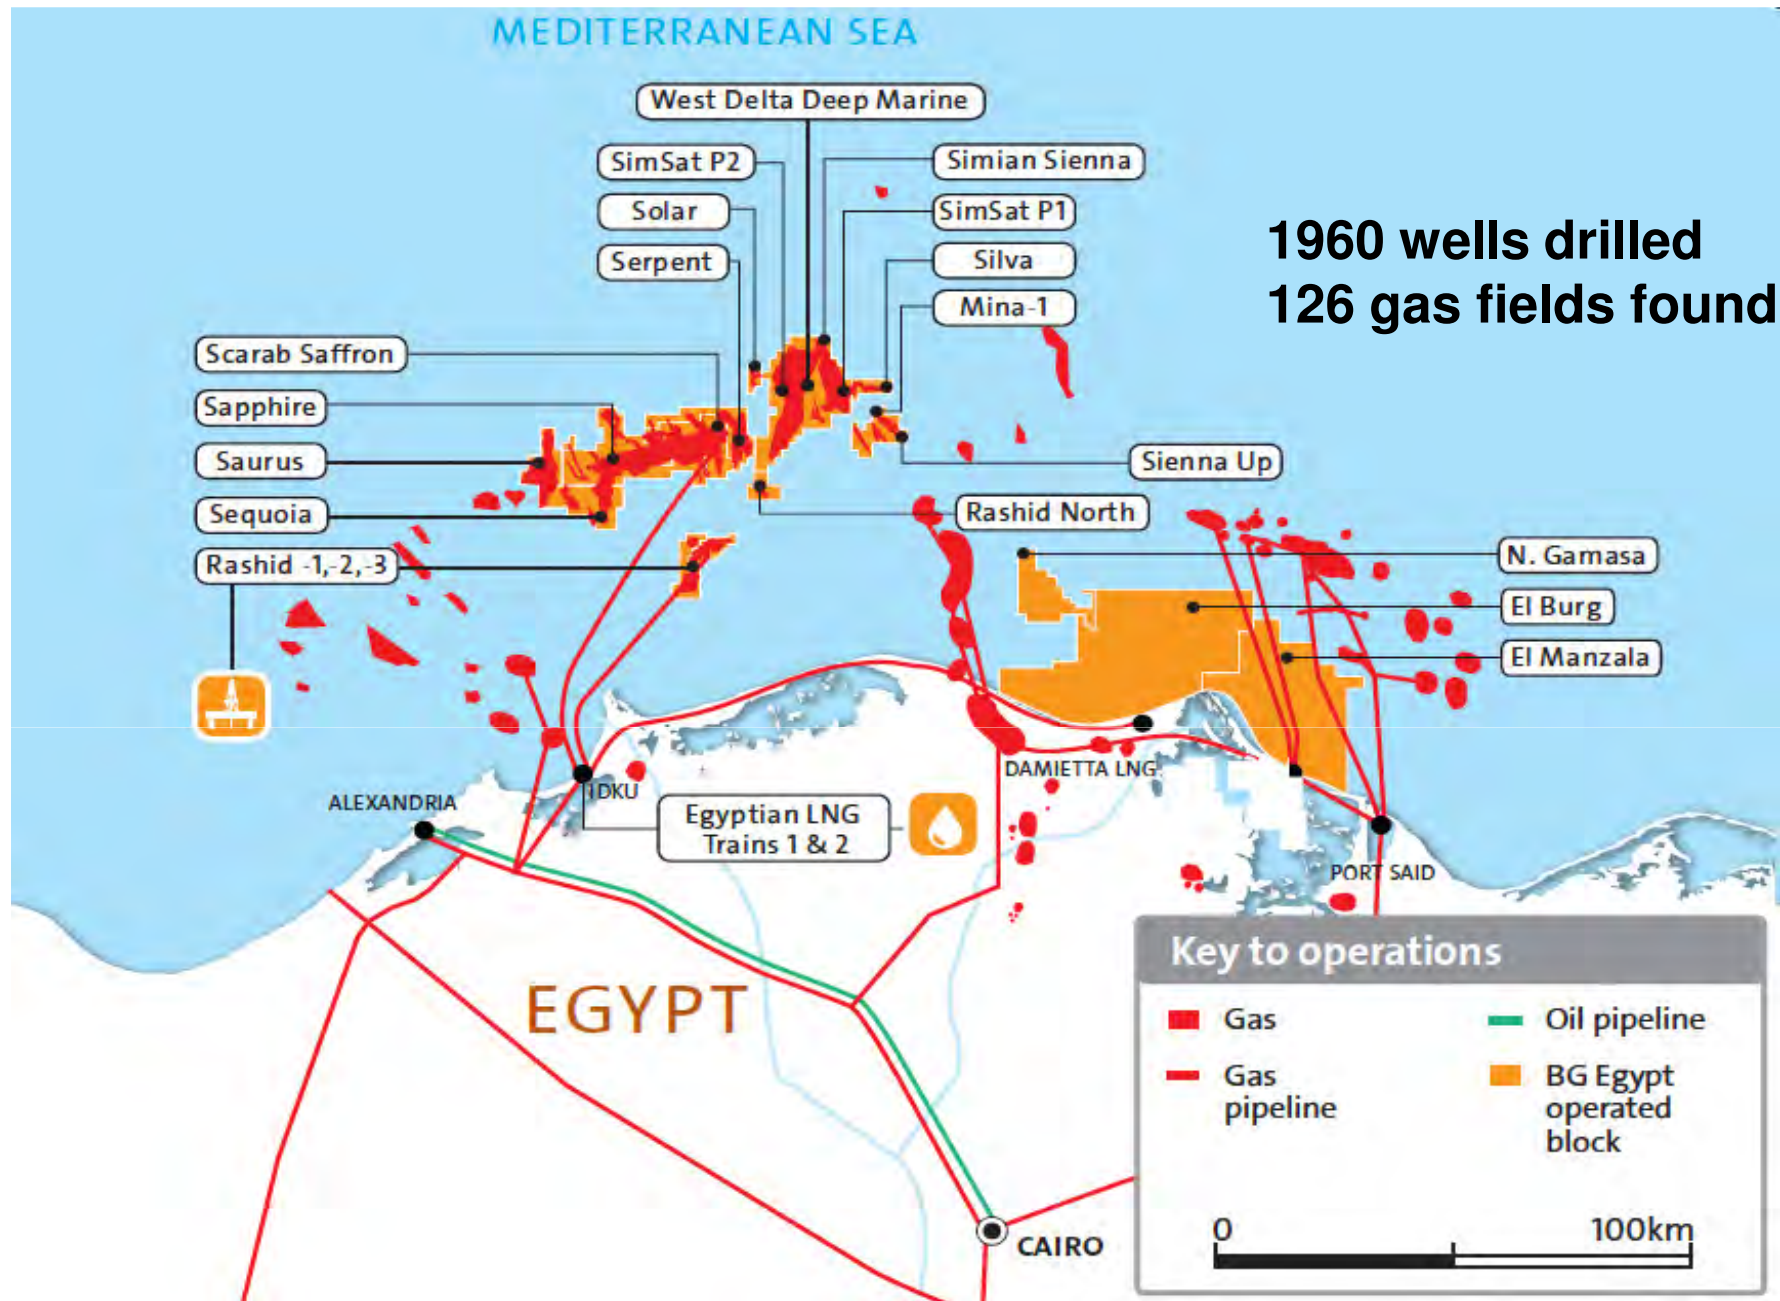 MEDITERRANEAN SEA
West Delta Deep Marine
SimSat P2
Simian Sienna
Solar
SimSat P1
Serpent
Silva
Mina-1
1960 wells drilled
126 gas fields found
Scarab Saffron
Sapphire
Saurus
Sienna Up
Sequoia
Rashid North
Rashid -1,-2,-3
N. Gamasa
El Burg
El Manzala
DAMIETTA LNG
IDKU
ALEXANDRIA
Egyptian LNG
Trains 1 & 2
PORT SAID
EGYPT
CAIRO
Key to operations
Gas
Oil pipeline
Gas
pipeline
BG Egypt
operated
block
0
100km